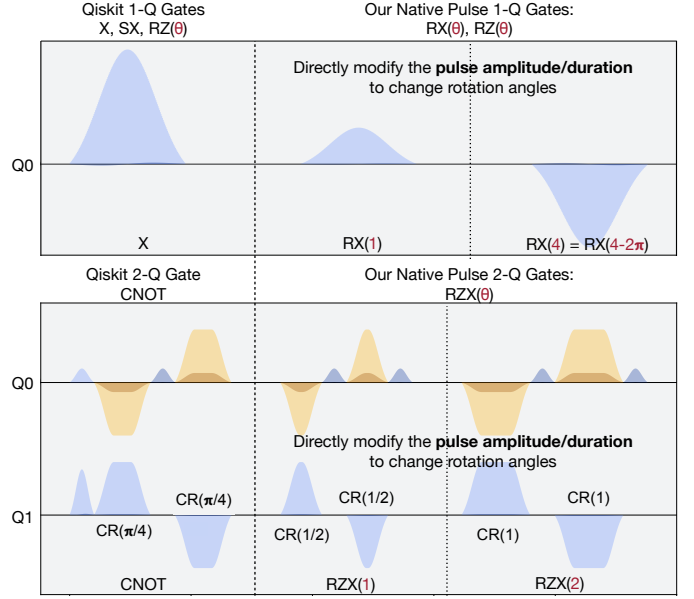 Qiskit 1-Q Gates
X, SX, RZ(θ)
Our Native Pulse 1-Q Gates:
RX(θ), RZ(θ)
Directly modify the pulse amplitude/duration
to change rotation angles
Q0
X
RX(1)
RX(4) = RX(4-2π)
Qiskit 2-Q Gate
CNOT
Our Native Pulse 2-Q Gates:
RZX(θ)
Q0
Directly modify the pulse amplitude/duration
to change rotation angles
CR(π/4)
CR(1/2)
CR(1)
Q1
CR(π/4)
CR(1/2)
CR(1)
CNOT
RZX(1)
RZX(2)